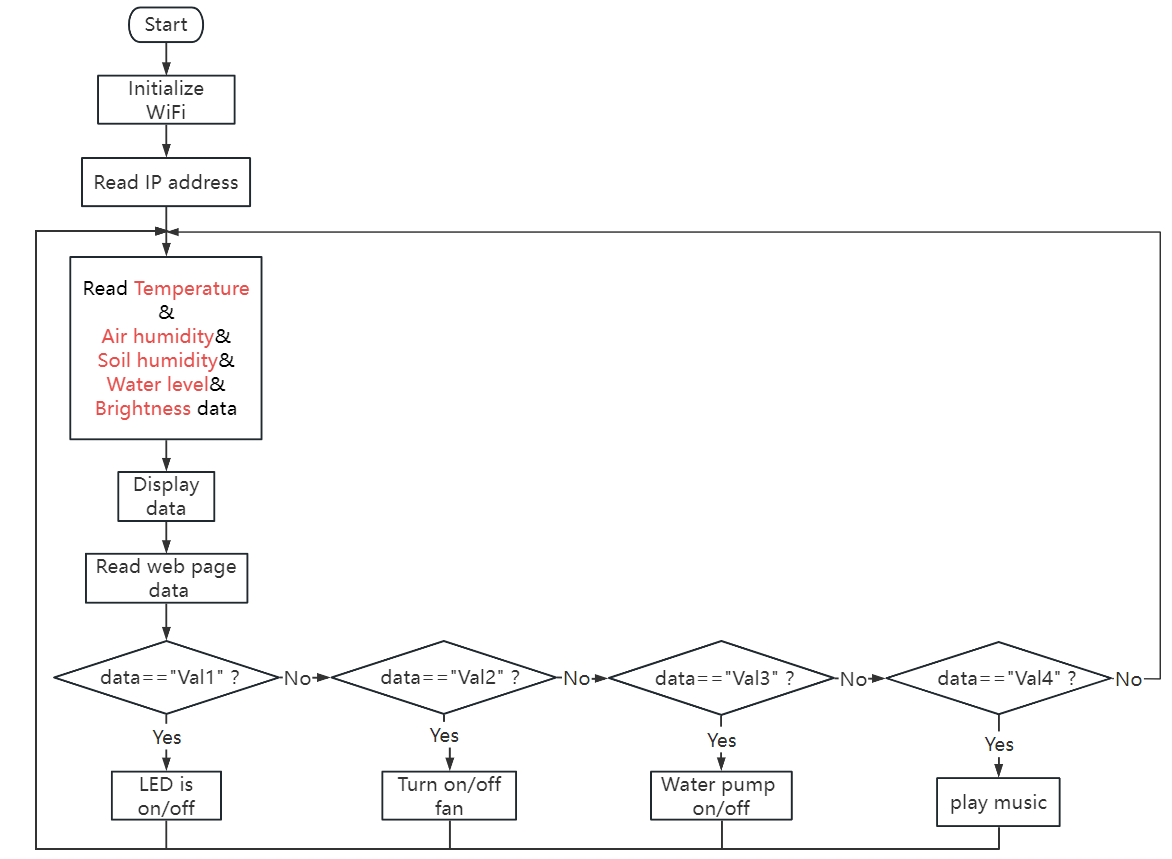 Start
Initialize
WiFi
Read IP address
Read Temperature
&
Air humidity&
Soil humidity&
Water level&
Brightness data
Display
data
Read web page
data
data=="Val1" ?
No
data=="Val2" ?
No
data=="Val3" ?
No
data=="Val4" ?
No
Yes
Yes
Yes
Yes
LED is
on/off
Turn on/off
fan
Water pump
on/off
play music